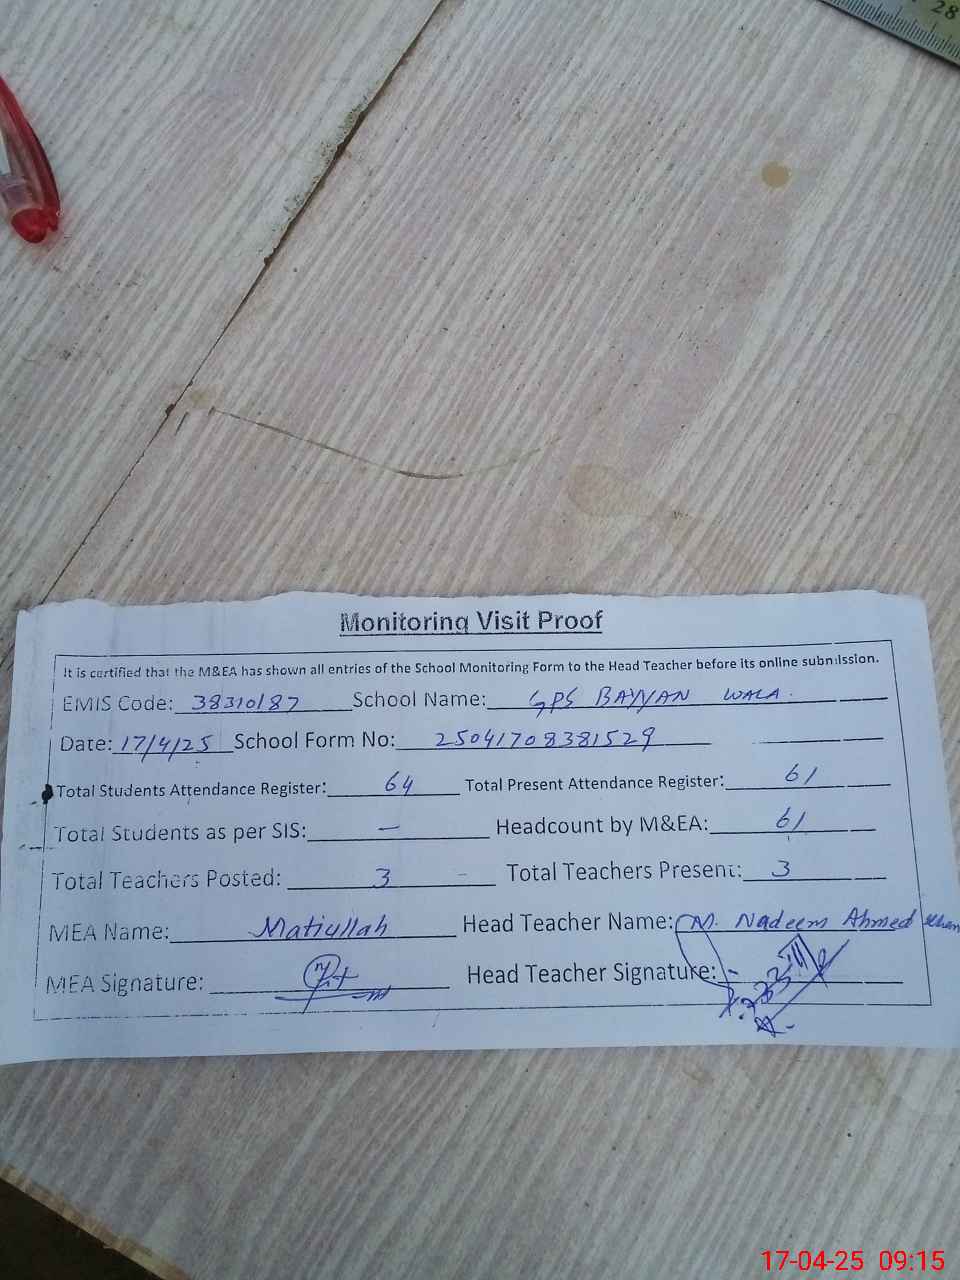 28
Monitoring Visit Proof
It is certified that the M&EA has shown all entries of the School Monitoring Form to the Head Teacher before its online submission.
EMIS Code: 38310187 School Name: GPS BAYYAN WALA.
Date: 17/4/25 School Form No: 25041708381529
Total Students Attendance Register: 64 Total Present Attendance Register: 61
Total Students as per SIS: — Headcount by M&EA: 61
Total Teachers Posted: 3 Total Teachers Present: 3
MEA Name: Matiullah Head Teacher Name: M. Nadeem Ahmed
MEA Signature: Head Teacher Signature:
17-04-25 09:15